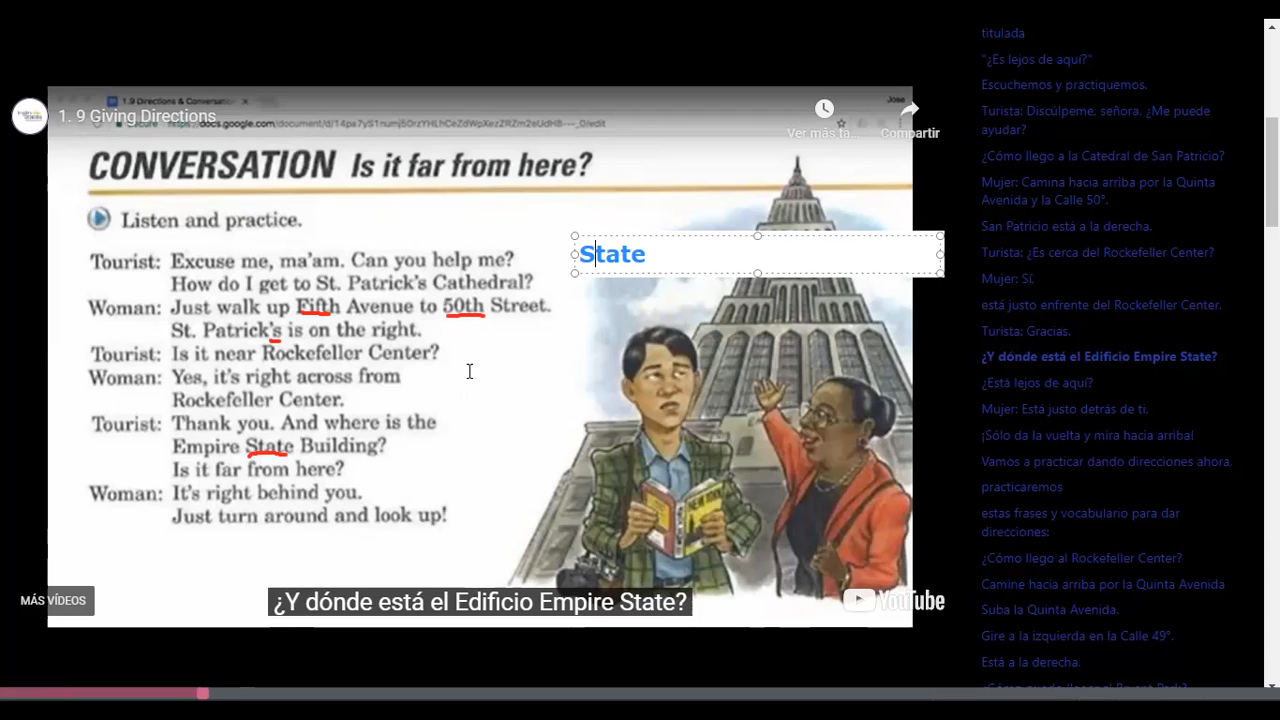 1.9 Directions & Conversati
Jose
1. 9 Giving Directions
Ver más ta...
Compartir
CONVERSATION Is it far from here?
Listen and practice.
Tourist: Excuse me, ma'am. Can you help me?
How do I get to St. Patrick's Cathedral?
Woman: Just walk up Fifth Avenue to 50th Street.
St. Patrick's is on the right.
Tourist: Is it near Rockefeller Center?
Woman: Yes, it's right across from
Rockefeller Center.
Tourist: Thank you. And where is the
Empire State Building?
Is it far from here?
Woman: It's right behind you.
Just turn around and look up!
State
NEW YORK
MÁS VÍDEOS
¿Y dónde está el Edificio Empire State?
YouTube
titulada
"¿Es lejos de aquí?"
Escuchemos y practiquemos.
Turista: Discúlpeme, señora. ¿Me puede
ayudar?
¿Cómo llego a la Catedral de San Patricio?
Mujer: Camina hacia arriba por la Quinta
Avenida y la Calle 50°.
San Patricio está a la derecha.
Turista: ¿Es cerca del Rockefeller Center?
Mujer: Sí.
está justo enfrente del Rockefeller Center.
Turista: Gracias.
¿Y dónde está el Edificio Empire State?
¿Está lejos de aquí?
Mujer: Está justo detrás de ti.
¡Sólo da la vuelta y mira hacia arriba!
Vamos a practicar dando direcciones ahora.
practicaremos
estas frases y vocabulario para dar
direcciones:
¿Cómo llego al Rockefeller Center?
Camine hacia arriba por la Quinta Avenida
Suba la Quinta Avenida.
Gire a la izquierda en la Calle 49°.
Está a la derecha.